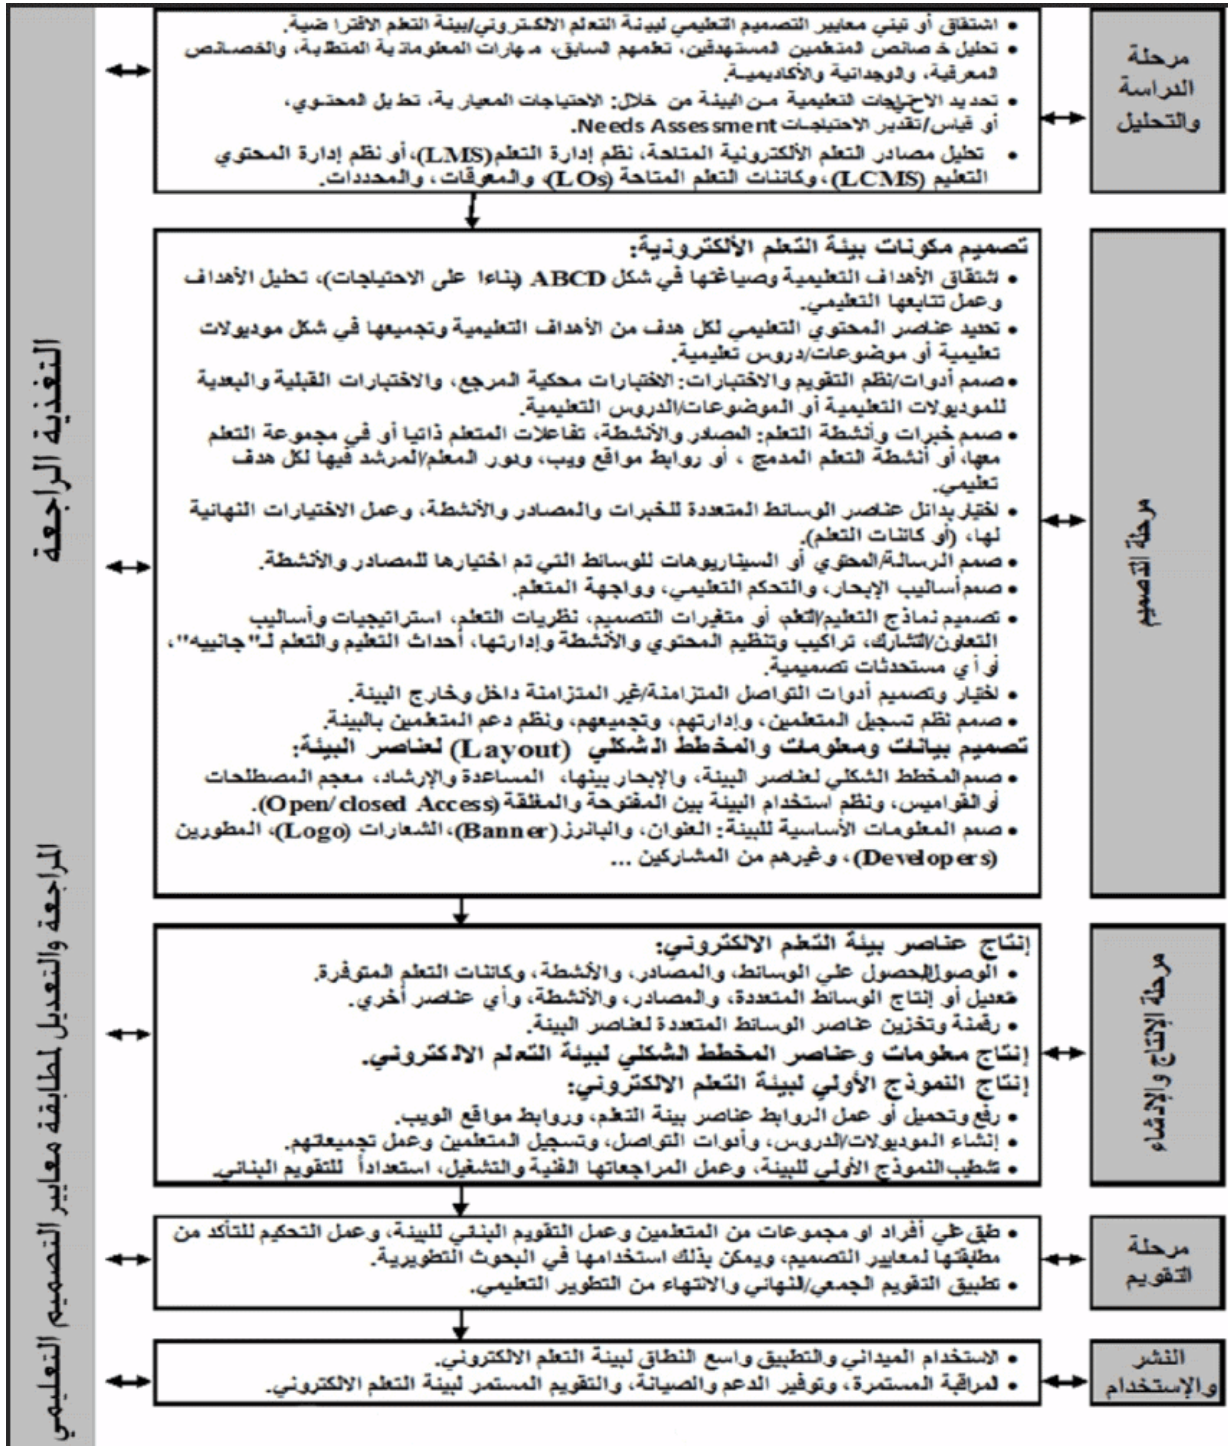 مرحلة
الدراسة
والتحليل
• اشتقاق أو تبني معايير التصميم التعليمي لبيئة التعلم الالكتروني/بيئة التعلم الافتراضية.
• تحليل خصائص المتعلمين المستهدفين، تعلمهم السابق، مهارات المعلوماتية المتطلبة، والخصائص
المعرفية، والوجدانية والأكاديمية.
• تحديد الاحتياجات التعليمية من البيئة من خلال: الاحتياجات المعيارية، تحليل المحتوي،
أو قياس/تقدير الاحتياجات Needs Assessment.
• تحليل مصادر التعلم الألكترونية المتاحة، نظم إدارة التعلم(LMS)، أو نظم إدارة المحتوي
التعليم (LCMS)، وكائنات التعلم المتاحة (LOs)، والمعوقات، والمحددات.
مرحلة التصميم
تصميم مكونات بيئة التعلم الألكترونية:
• اشتقاق الأهداف التعليمية وصياغتها في شكل ABCD (بناءا على الاحتياجات)، تحليل الأهداف
وعمل تتابعها التعليمي.
• تحديد عناصر المحتوي التعليمي لكل هدف من الأهداف التعليمية وتجميعها في شكل موديولات
تعليمية أو موضوعات/دروس تعليمية.
• صمم أدوات/نظم التقويم والاختبارات: الاختبارات محكية المرجع، والاختبارات القبلية والبعدية
للموديولات التعليمية أو الموضوعات/الدروس التعليمية.
• صمم خبرات وأنشطة التعلم: المصادر والأنشطة، تفاعلات المتعلم ذاتيا أو في مجموعة التعلم
معها، أو أنشطة التعلم المدمج ، أو روابط مواقع ويب، ودور المعلم/المرشد فيها لكل هدف
تعليمي.
• اختيار بدائل عناصر الوسائط المتعددة للخبرات والمصادر والأنشطة، وعمل الاختيارات النهائية
لها، (أو كائنات التعلم).
• صمم الرسالة/المحتوي أو السيناريوهات للوسائط التي تم اختيارها للمصادر والأنشطة.
• صمم أساليب الإبحار، والتحكم التعليمي، وواجهة المتعلم.
• تصميم نماذج التعليم/التعلم، أو متغيرات التصميم، نظريات التعلم، استراتيجيات وأساليب
التعاون/التشارك، تراكيب وتنظيم المحتوي والأنشطة وإدارتها، أحداث التعليم والتعلم لـ"جانييه"،
أو أي مستحدثات تصميمية.
• اختيار وتصميم أدوات التواصل المتزامنة/غير المتزامنة داخل وخارج البيئة.
• صمم نظم تسجيل المتعلمين، وإدارتهم، وتجميعهم، ونظم دعم المتعلمين بالبيئة.
تصميم بيانات ومعلومات والمخطط الشكلي (Layout) لعناصر البيئة:
• صمم المخطط الشكلي لعناصر البيئة، والإبحار بينها، المساعدة والإرشاد، معجم المصطلحات
أو القواميس، ونظم استخدام البيئة بين المفتوحة والمغلقة (Open/closed Access).
• صمم المعلومات الأساسية للبيئة: العنوان، والبانرز(Banner)، الشعارات (Logo)، المطورين
(Developers)، وغيرهم من المشاركين ...
مرحلة الإنتاج والإنشاء
إنتاج عناصر بيئة التعلم الالكتروني:
• الوصول/الحصول علي الوسائط، والمصادر، والأنشطة، وكائنات التعلم المتوفرة.
• تعديل أو إنتاج الوسائط المتعددة، والمصادر، والأنشطة، وأي عناصر أخري.
• رقمنة وتخزين عناصر الوسائط المتعددة لعناصر البيئة.
إنتاج معلومات وعناصر المخطط الشكلي لبيئة التعلم الالكتروني.
إنتاج النموذج الأولي لبيئة التعلم الالكتروني:
• رفع وتحميل أو عمل الروابط عناصر بيئة التعلم، وروابط مواقع الويب.
• إنشاء الموديولات/الدروس، وأدوات التواصل، وتسجيل المتعلمين وعمل تجميعاتهم.
• تشطيب النموذج الأولي للبيئة، وعمل المراجعاتها الفنية والتشغيل، استعداداً للتقويم البنائي.
مرحلة
التقويم
• طبق علي أفراد او مجموعات من المتعلمين وعمل التقويم البنائي للبيئة، وعمل التحكيم للتأكد من
مطابقتها لمعايير التصميم، ويمكن بذلك استخدامها في البحوث التطويرية.
• تطبيق التقويم الجمعي/النهائي والانتهاء من التطوير التعليمي.
النشر
والإستخدام
• الاستخدام الميداني والتطبيق واسع النطاق لبيئة التعلم الالكتروني.
• المراقبة المستمرة، وتوفير الدعم والصيانة، والتقويم المستمر لبيئة التعلم الالكتروني.
التغذية الراجعة
المراجعة والتعديل لمطابقة معايير التصميم التعليمي